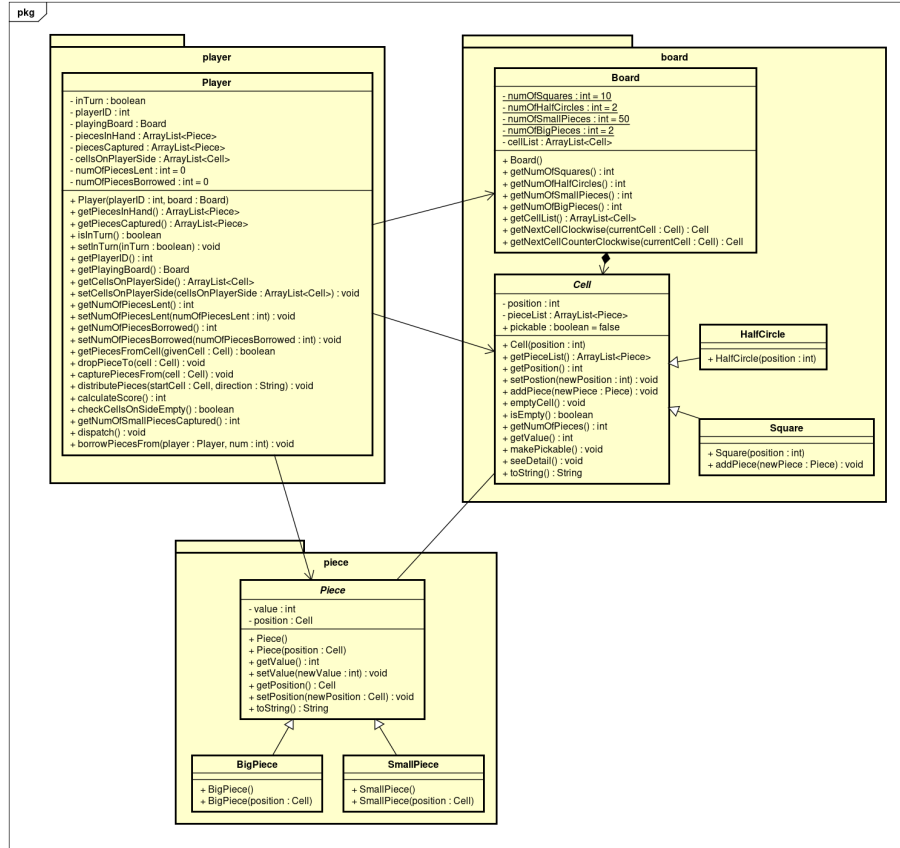 pkg
player
Player
- inTurn : boolean
- playerID : int
- playingBoard : Board
- piecesInHand : ArrayList<Piece>
- piecesCaptured : ArrayList<Piece>
- cellsOnPlayerSide : ArrayList<Cell>
- numOfPiecesLent : int = 0
- numOfPiecesBorrowed : int = 0
+ Player(playerID : int, board : Board)
+ getPiecesInHand() : ArrayList<Piece>
+ getPiecesCaptured() : ArrayList<Piece>
+ isInTurn() : boolean
+ setInTurn(inTurn : boolean) : void
+ getPlayerID() : int
+ getPlayingBoard() : Board
+ getCellsOnPlayerSide() : ArrayList<Cell>
+ setCellsOnPlayerSide(cellsOnPlayerSide : ArrayList<Cell>) : void
+ getNumOfPiecesLent() : int
+ setNumOfPiecesLent(numOfPiecesLent : int) : void
+ getNumOfPiecesBorrowed() : int
+ setNumOfPiecesBorrowed(numOfPiecesBorrowed : int) : void
+ getPiecesFromCell(givenCell : Cell) : boolean
+ dropPieceTo(cell : Cell) : void
+ capturePiecesFrom(cell : Cell) : void
+ distributePieces(startCell : Cell, direction : String) : void
+ calculateScore() : int
+ checkCellsOnSideEmpty() : boolean
+ getNumOfSmallPiecesCaptured() : int
+ dispatch() : void
+ borrowPiecesFrom(player : Player, num : int) : void
board
Board
- numOfSquares : int = 10
- numOfHalfCircles : int = 2
- numOfSmallPieces : int = 50
- numOfBigPieces : int = 2
- cellList : ArrayList<Cell>
+ Board()
+ getNumOfSquares() : int
+ getNumOfHalfCircles() : int
+ getNumOfSmallPieces() : int
+ getNumOfBigPieces() : int
+ getCellList() : ArrayList<Cell>
+ getNextCellClockwise(currentCell : Cell) : Cell
+ getNextCellCounterClockwise(currentCell : Cell) : Cell
Cell
- position : int
- pieceList : ArrayList<Piece>
+ pickable : boolean = false
+ Cell(position : int)
+ getPieceList() : ArrayList<Piece>
+ getPosition() : int
+ setPostion(newPosition : int) : void
+ addPiece(newPiece : Piece) : void
+ emptyCell() : void
+ isEmpty() : boolean
+ getNumOfPieces() : int
+ getValue() : int
+ makePickable() : void
+ seeDetail() : void
+ toString() : String
HalfCircle
+ HalfCircle(position : int)
Square
+ Square(position : int)
+ addPiece(newPiece : Piece) : void
piece
Piece
- value : int
- position : Cell
+ Piece()
+ Piece(position : Cell)
+ getValue() : int
+ setValue(newValue : int) : void
+ getPosition() : Cell
+ setPosition(newPosition : Cell) : void
+ toString() : String
BigPiece
+ BigPiece()
+ BigPiece(position : Cell)
SmallPiece
+ SmallPiece()
+ SmallPiece(position : Cell)